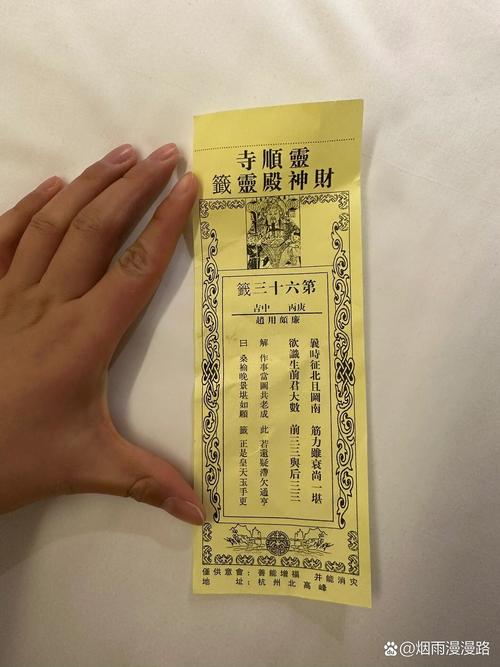 靈順寺
財神殿靈籤
第六十三籤
庚丙 中吉
廉頗用趙
曩時征北且圖南 筋力雖衰尚一堪
欲識生前君大數 前三三與后三三
解 作事當圖共老成 此 若還疑滯欠通亨
曰 桑榆晚景堪如願 籤 正是皇天玉手更
僅供意會：善能增福 并能消灾
地址：杭州北高峰
@烟雨漫漫路